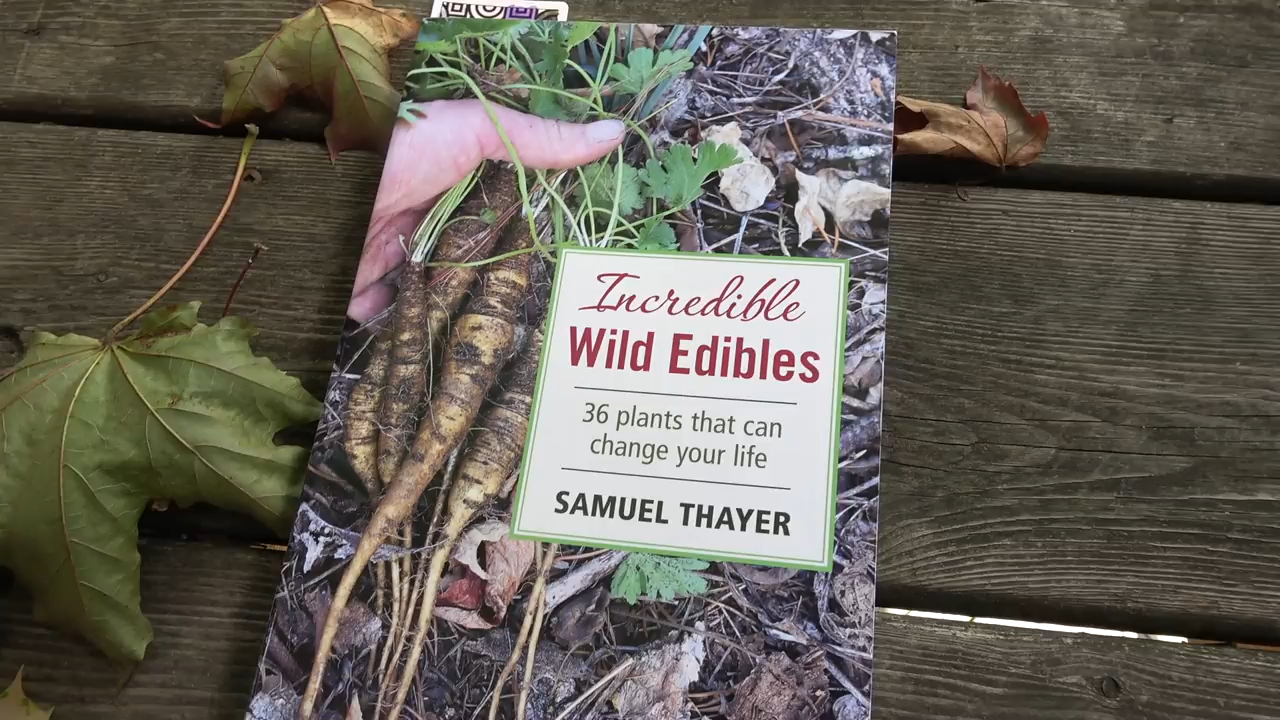 Incredible
Wild Edibles
36 plants that can
change your life
SAMUEL THAYER